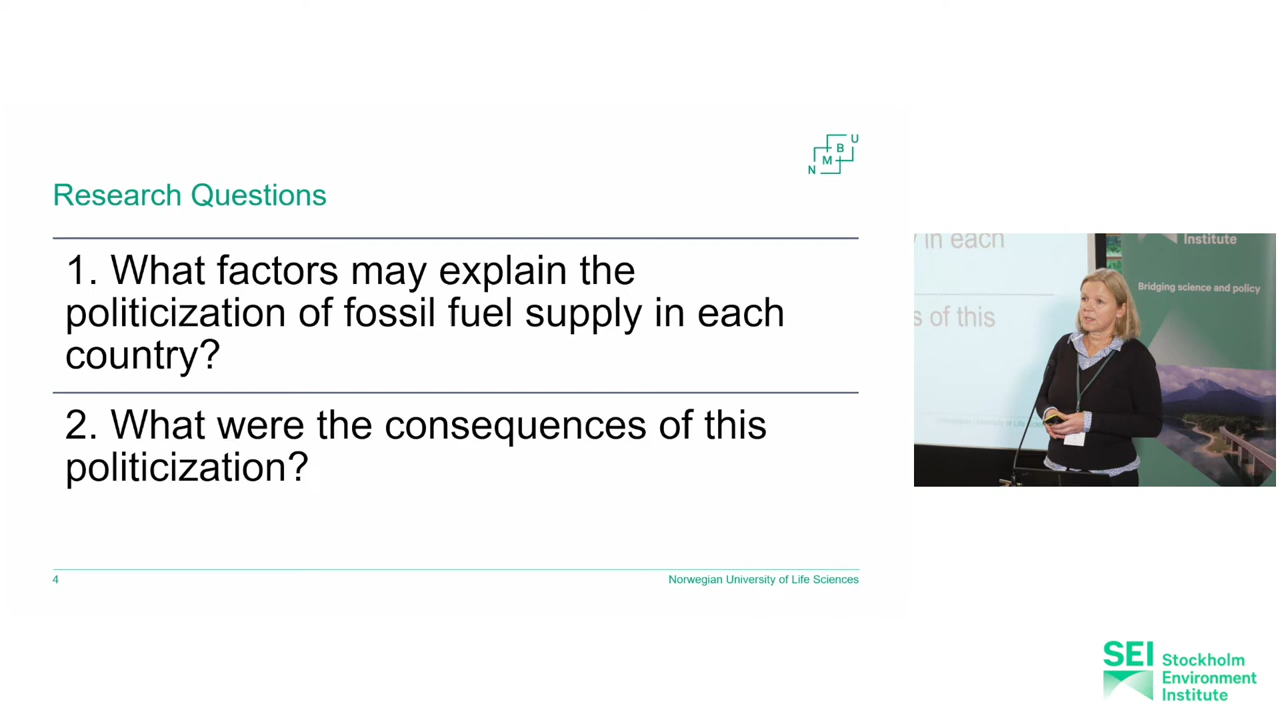 U
B
M
N
Research Questions
1. What factors may explain the
politicization of fossil fuel supply in each
country?
2. What were the consequences of this
politicization?
4
Norwegian University of Life Sciences
in each
s of this
Institute
Bridging science and policy
SEI Stockholm
Environment
Institute